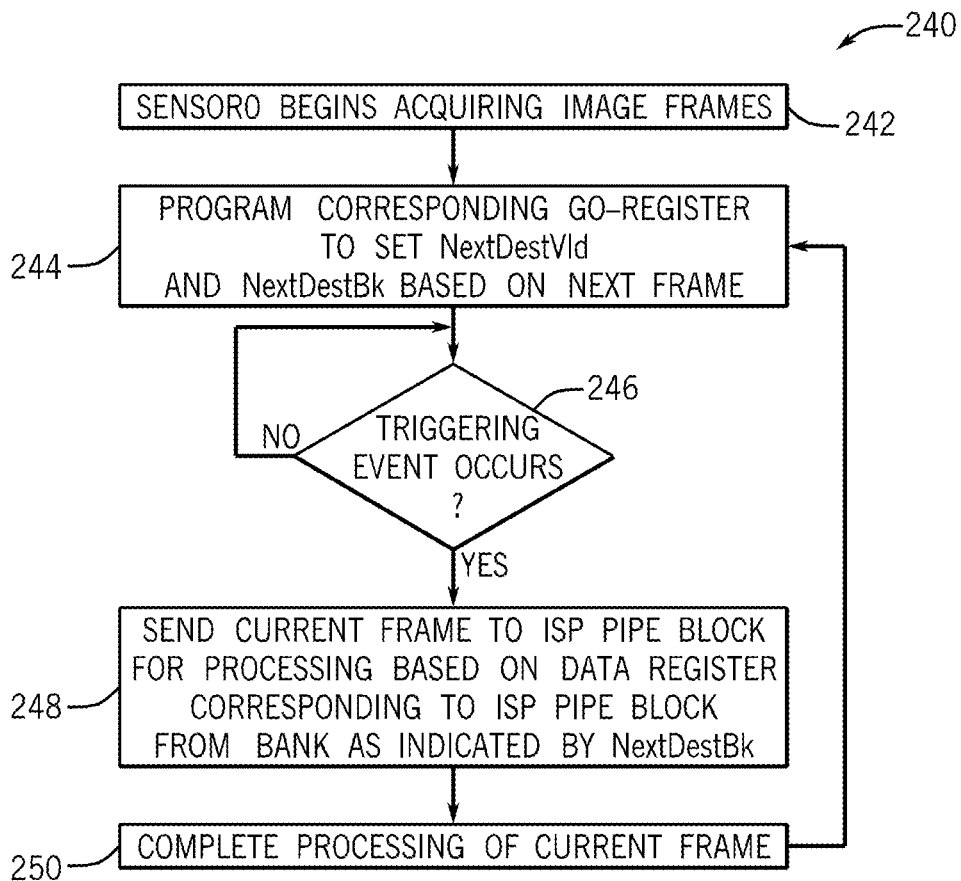 240
SENSOR0 BEGINS ACQUIRING IMAGE FRAMES
242
PROGRAM CORRESPONDING GO-REGISTER
TO SET NextDestVld
AND NextDestBk BASED ON NEXT FRAME
244
246
TRIGGERING
EVENT OCCURS
?
NO
YES
SEND CURRENT FRAME TO ISP PIPE BLOCK
FOR PROCESSING BASED ON DATA REGISTER
CORRESPONDING TO ISP PIPE BLOCK
FROM BANK AS INDICATED BY NextDestBk
248
COMPLETE PROCESSING OF CURRENT FRAME
250